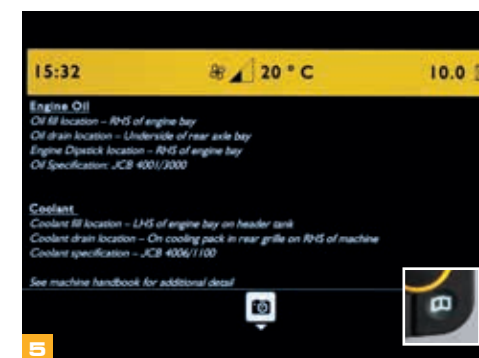 15:32 20 ° C 10.0
Engine Oil
Oil fill location – RHS of engine bay
Oil drain location – Underside of rear axle bay
Engine Dipstick location – RHS of engine bay
Oil Specification: JCB 4001/3000
Coolant
Coolant fill location – LHS of engine bay on header tank
Coolant drain location – On cooling pack in rear grille on RHS of machine
Coolant specification – JCB 4006/1100
See machine handbook for additional detail
5